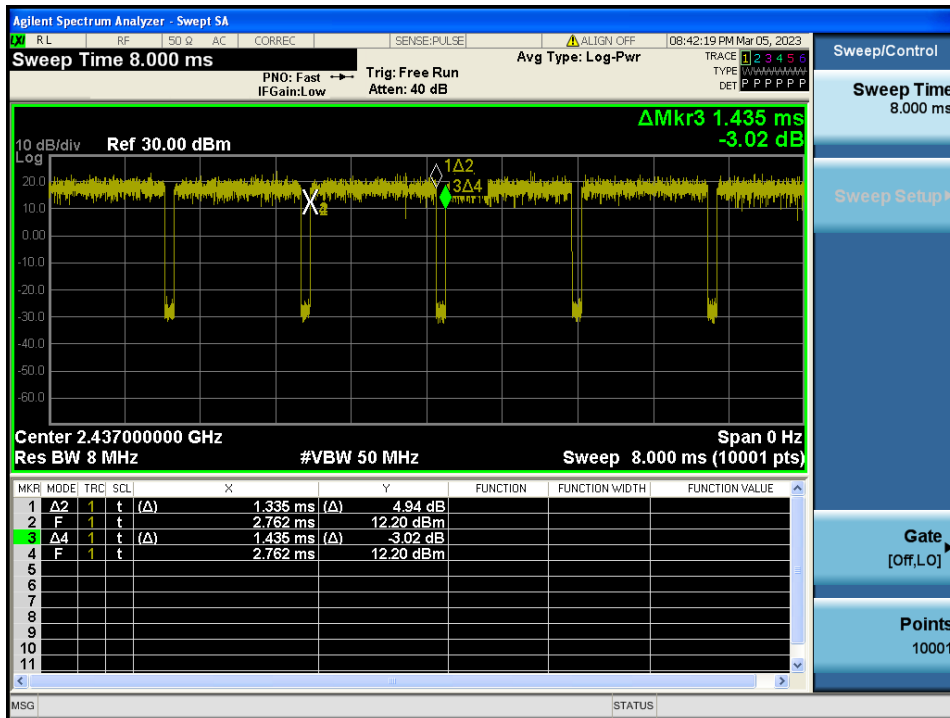 Agilent Spectrum Analyzer - Swept SA
LXI RL RF 50 Ω AC CORREC SENSE:PULSE ALIGN OFF 08:42:19 PM Mar 05, 2023
Sweep Time 8.000 ms
PNO: Fast
IFGain:Low
Trig: Free Run
Atten: 40 dB
Avg Type: Log-Pwr
TRACE 1 2 3 4 5 6
TYPE
DET P P P P P P
ΔMkr3 1.435 ms
-3.02 dB
10 dB/div Ref 30.00 dBm
Log
1Δ2
3Δ4
20.0
10.0
0.00
-10.0
-20.0
-30.0
-40.0
-50.0
-60.0
Center 2.437000000 GHz Span 0 Hz
Res BW 8 MHz #VBW 50 MHz Sweep 8.000 ms (10001 pts)
MKR MODE TRC SCL X Y FUNCTION FUNCTION WIDTH FUNCTION VALUE
1 Δ2 1 t (Δ) 1.335 ms (Δ) 4.94 dB
2 F 1 t 2.762 ms 12.20 dBm
3 Δ4 1 t (Δ) 1.435 ms (Δ) -3.02 dB
4 F 1 t 2.762 ms 12.20 dBm
5
6
7
8
9
10
11
MSG STATUS
Sweep/Control
Sweep Time
8.000 ms
Sweep Setup
Gate
[Off,LO]
Points
10001